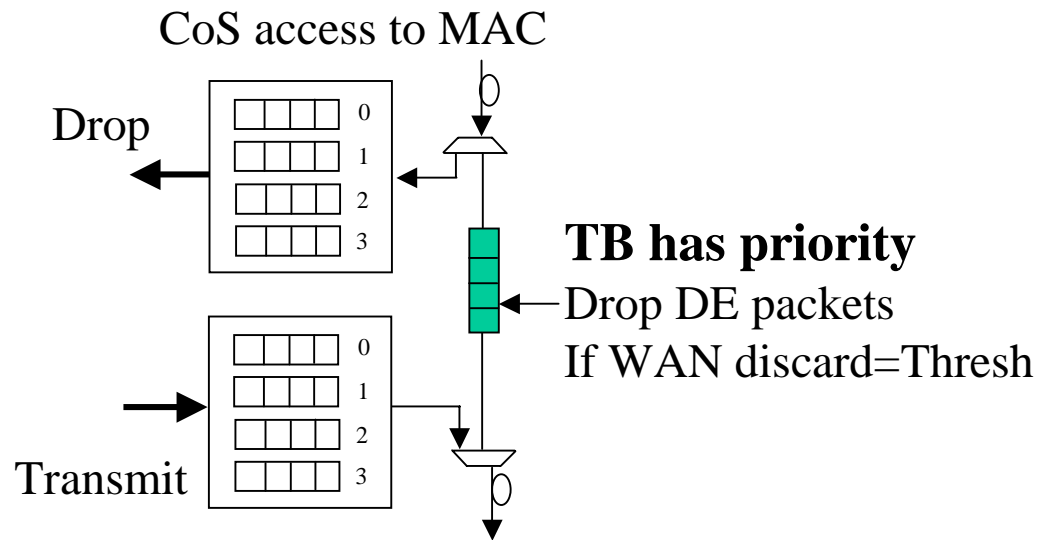 CoS access to MAC
Drop
0
1
2
3
TB has priority
Drop DE packets
If WAN discard=Thresh
0
1
2
3
Transmit